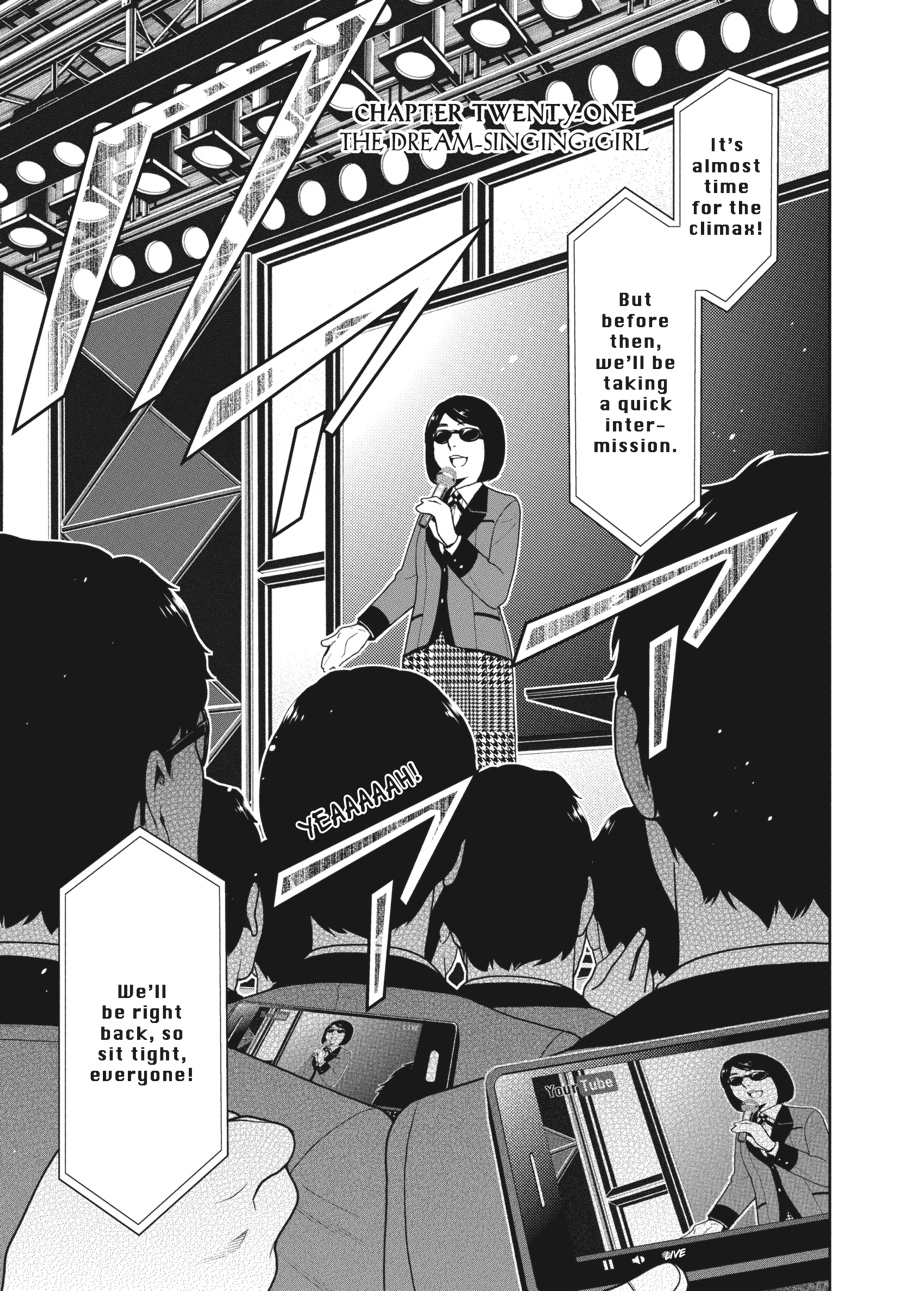 CHAPTER TWENTY-ONE
THE DREAM-SINGING GIRL
It's
almost
time
for the
climax!
But
before
then,
we'll be
taking
a quick
inter-
mission.
YEAAAAAH!
We'll
be right
back, so
sit tight,
everyone!
LIVE
YourTube
LIVE